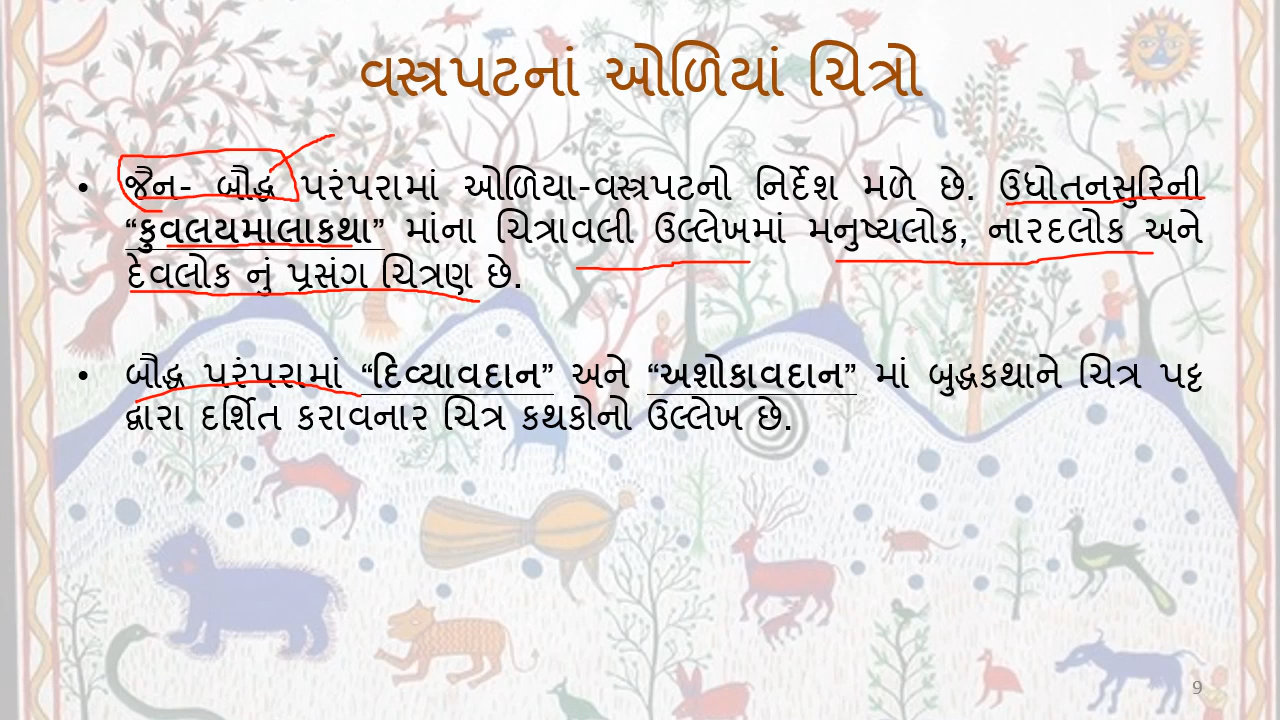 વસ્ત્રપટનાં ઓળિયાં ચિત્રો
• જૈન- બૌદ્ધ પરંપરામાં ઓળિયા-વસ્ત્રપટનો નિર્દેશ મળે છે. ઉધોતનસુરિની
“કુવલયમાલાકથા” માંના ચિત્રાવલી ઉલ્લેખમાં મનુષ્યલોક, નારદલોક અને
દેવલોક નું પ્રસંગ ચિત્રણ છે.
• બૌદ્ધ પરંપરામાં “દિવ્યાવદાન” અને “અશોકાવદાન” માં બુદ્ધકથાને ચિત્ર પટ્ટ
દ્વારા દર્શિત કરાવનાર ચિત્ર કથકોનો ઉલ્લેખ છે.
9